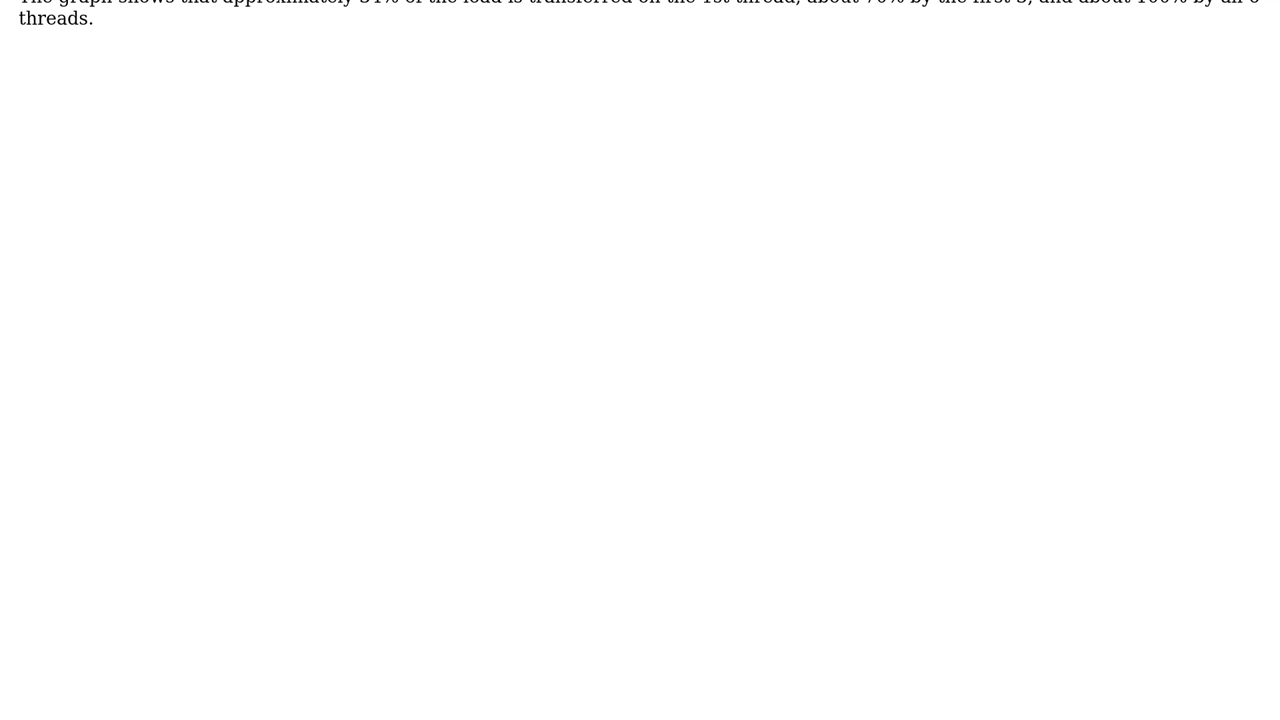 The graph shows that approximately 34% of the load is transferred on the 1st thread, about 70% by the first 3, and about 100% by all 6
threads.